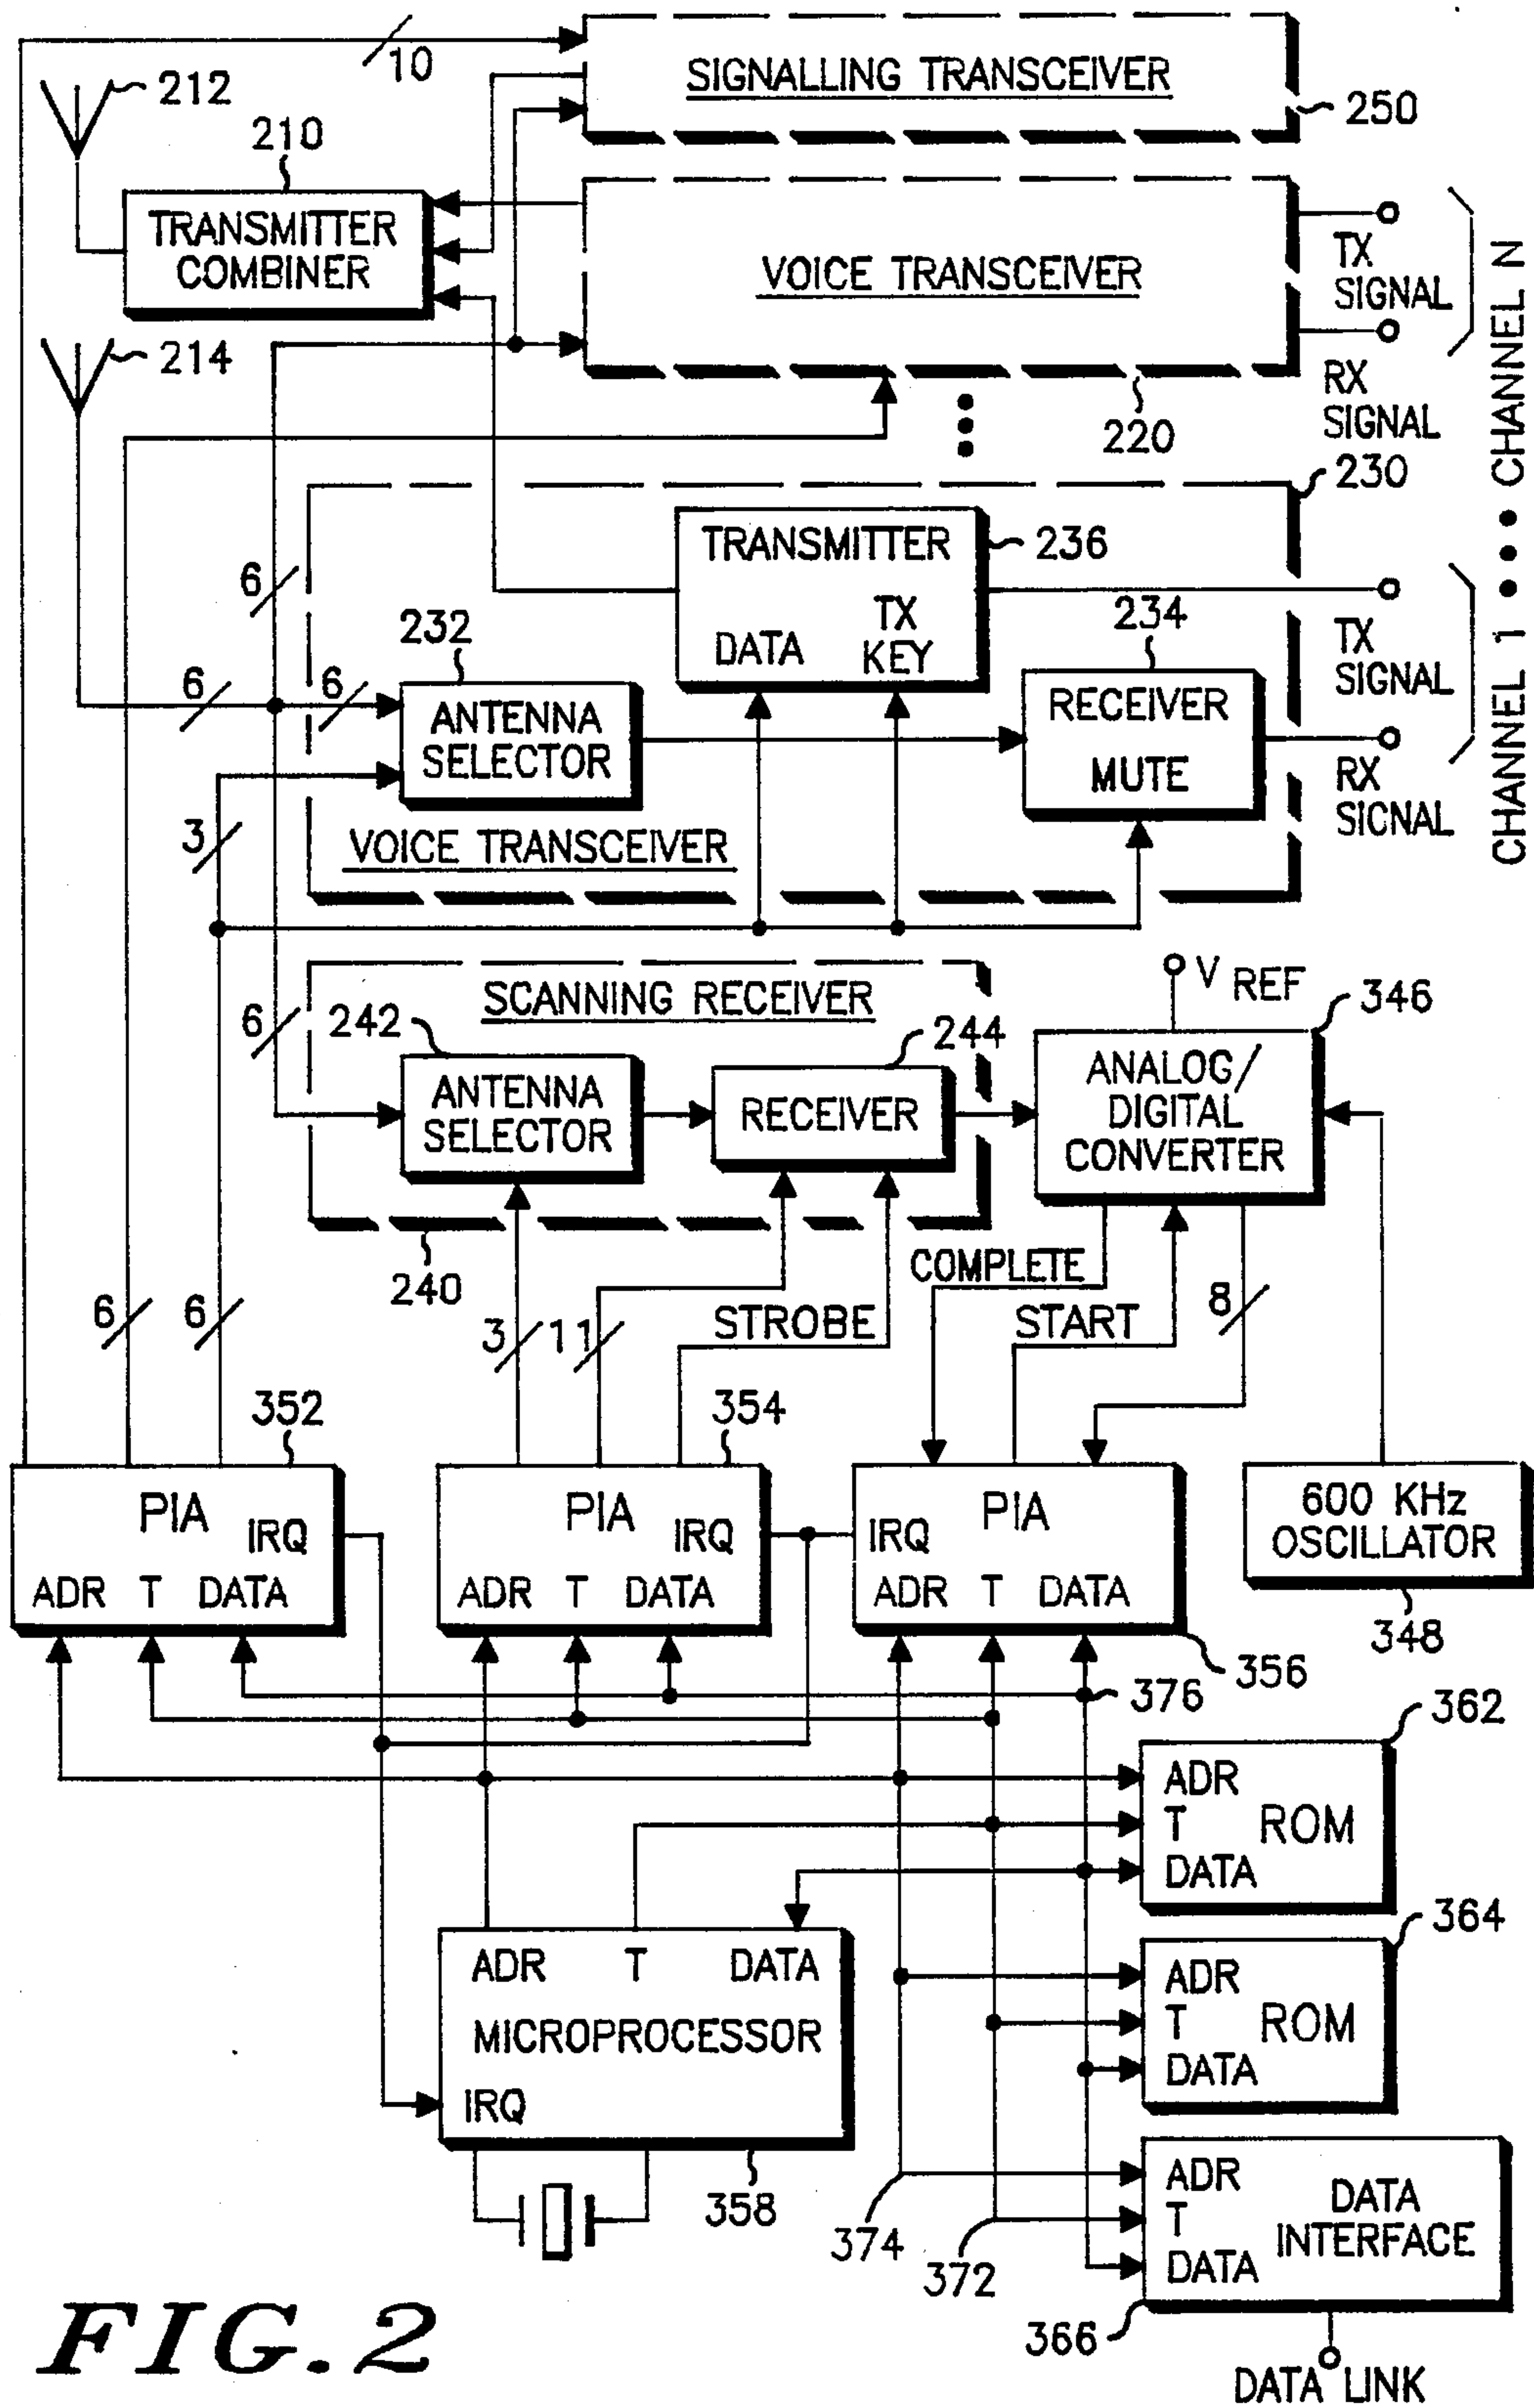 10
SIGNALLING TRANSCEIVER
250
212
210
TRANSMITTER
COMBINER
VOICE TRANSCEIVER
TX
SIGNAL
RX
SIGNAL
CHANNEL 1 ••• CHANNEL N
214
220
230
TRANSMITTER
236
DATA
TX
KEY
6
232
6
6
ANTENNA
SELECTOR
234
RECEIVER
MUTE
TX
SIGNAL
RX
SICNAL
3
VOICE TRANSCEIVER
SCANNING RECEIVER
V REF
346
6
242
244
ANTENNA
SELECTOR
RECEIVER
ANALOG/
DIGITAL
CONVERTER
240
COMPLETE
START
8
6
6
3
11
STROBE
352
354
PIA
IRQ
ADR T DATA
PIA
IRQ
ADR T DATA
PIA
IRQ
ADR T DATA
600 KHz
OSCILLATOR
348
356
376
362
ADR
T
ROM
DATA
364
ADR
T
ROM
DATA
ADR T DATA
MICROPROCESSOR
IRQ
358
374
372
ADR
T
DATA
DATA
INTERFACE
366
DATA LINK
FIG.2